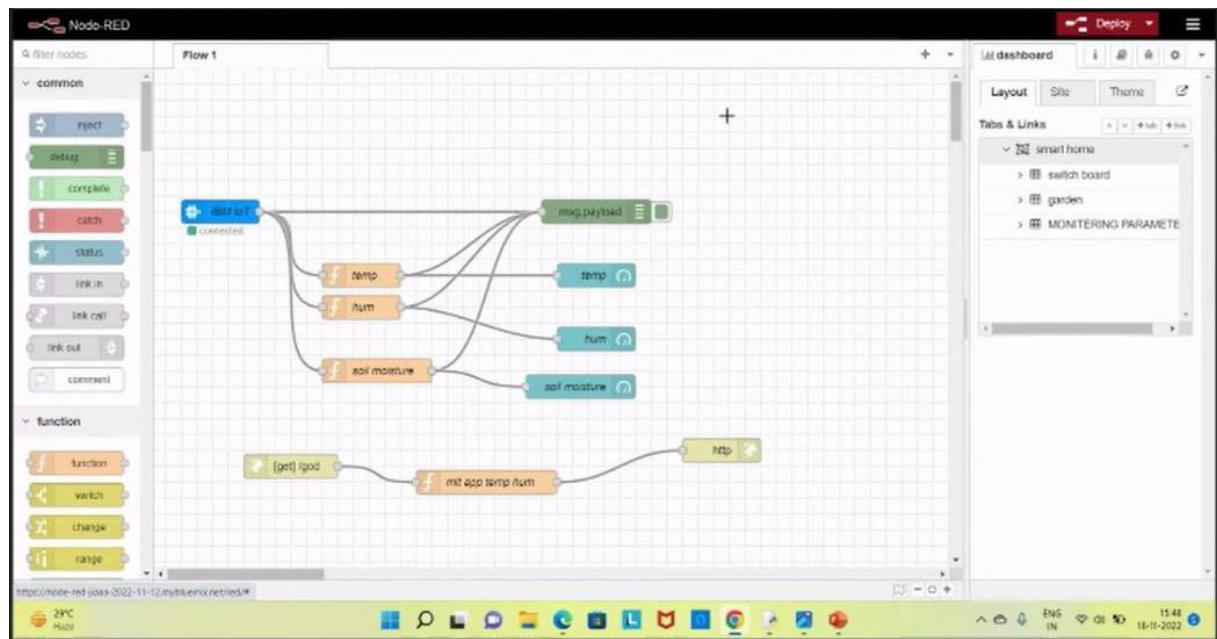 Node-RED
Deploy
filter nodes
Flow 1
dashboard
i
common
Layout Site Theme
inject
Tabs & Links
tab
link
debug
smart home
complete
switch board
catch
IBM IoT
msg.payload
garden
status
connected
MONITERING PARAMETE
link in
temp
temp
link call
hum
hum
link out
soil moisture
soil moisture
comment
function
http
function
[get] /god
mit app temp hum
switch
change
range
29°C
Haze
ENG
IN
15:48
18-11-2022